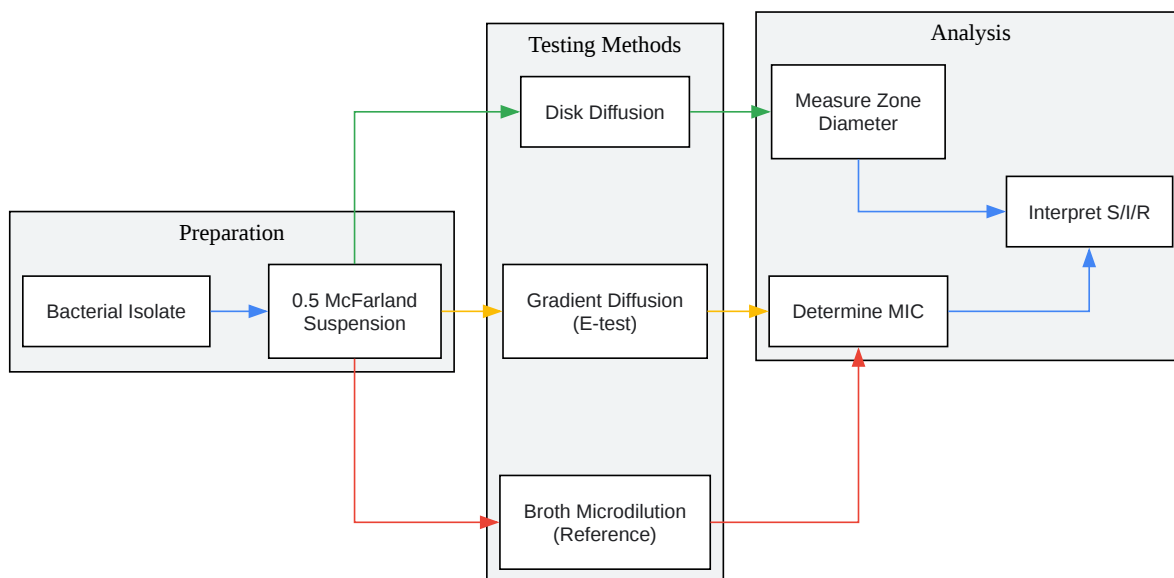 Preparation
Bacterial Isolate
0.5 McFarland
Suspension
Testing Methods
Disk Diffusion
Gradient Diffusion
(E-test)
Broth Microdilution
(Reference)
Analysis
Measure Zone
Diameter
Interpret S/I/R
Determine MIC